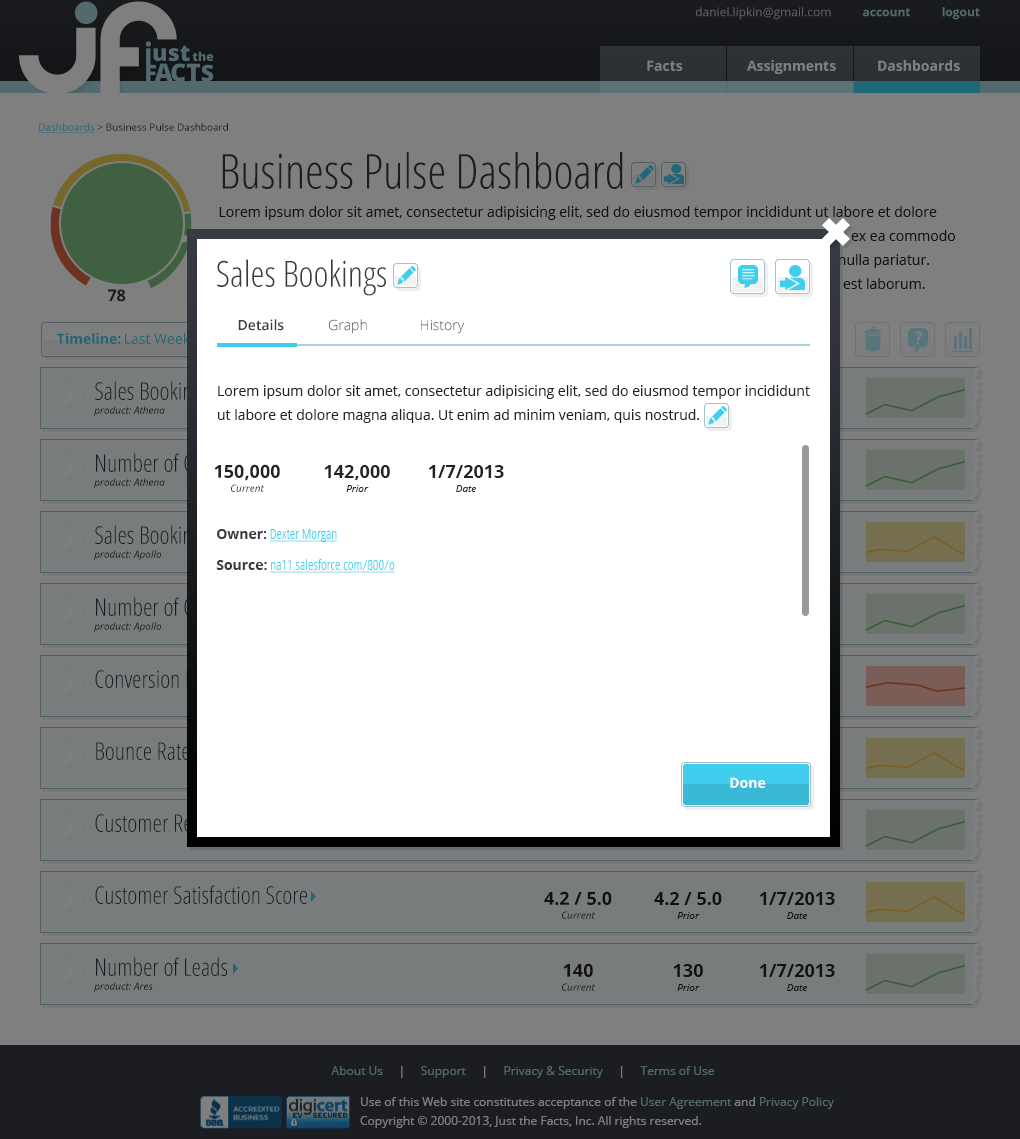 daniel.lipkin@gmail.com account logout
jf just the FACTS
Facts Assignments Dashboards
Dashboards > Business Pulse Dashboard
Business Pulse Dashboard
Lorem ipsum dolor sit amet, consectetur adipisicing elit, sed do eiusmod tempor incididunt ut labore et dolore
ex ea commodo
nulla pariatur.
est laborum.
78
Sales Bookings
Details Graph History
Timeline: Last Week
Lorem ipsum dolor sit amet, consectetur adipisicing elit, sed do eiusmod tempor incididunt
ut labore et dolore magna aliqua. Ut enim ad minim veniam, quis nostrud.
150,000 142,000 1/7/2013
Current Prior Date
Owner: Dexter Morgan
Source: na11.salesforce.com/800/o
Done
Sales Bookin
product: Athena
Number of
product: Athena
Sales Bookin
product: Apollo
Number of
product: Apollo
Conversion
Bounce Rate
Customer Re
Customer Satisfaction Score 4.2 / 5.0 4.2 / 5.0 1/7/2013
Current Prior Date
Number of Leads 140 130 1/7/2013
product: Ares Current Prior Date
About Us | Support | Privacy & Security | Terms of Use
BBB ACCREDITED BUSINESS
digicert EV SECURED
Use of this Web site constitutes acceptance of the User Agreement and Privacy Policy
Copyright © 2000-2013, Just the Facts, Inc. All rights reserved.